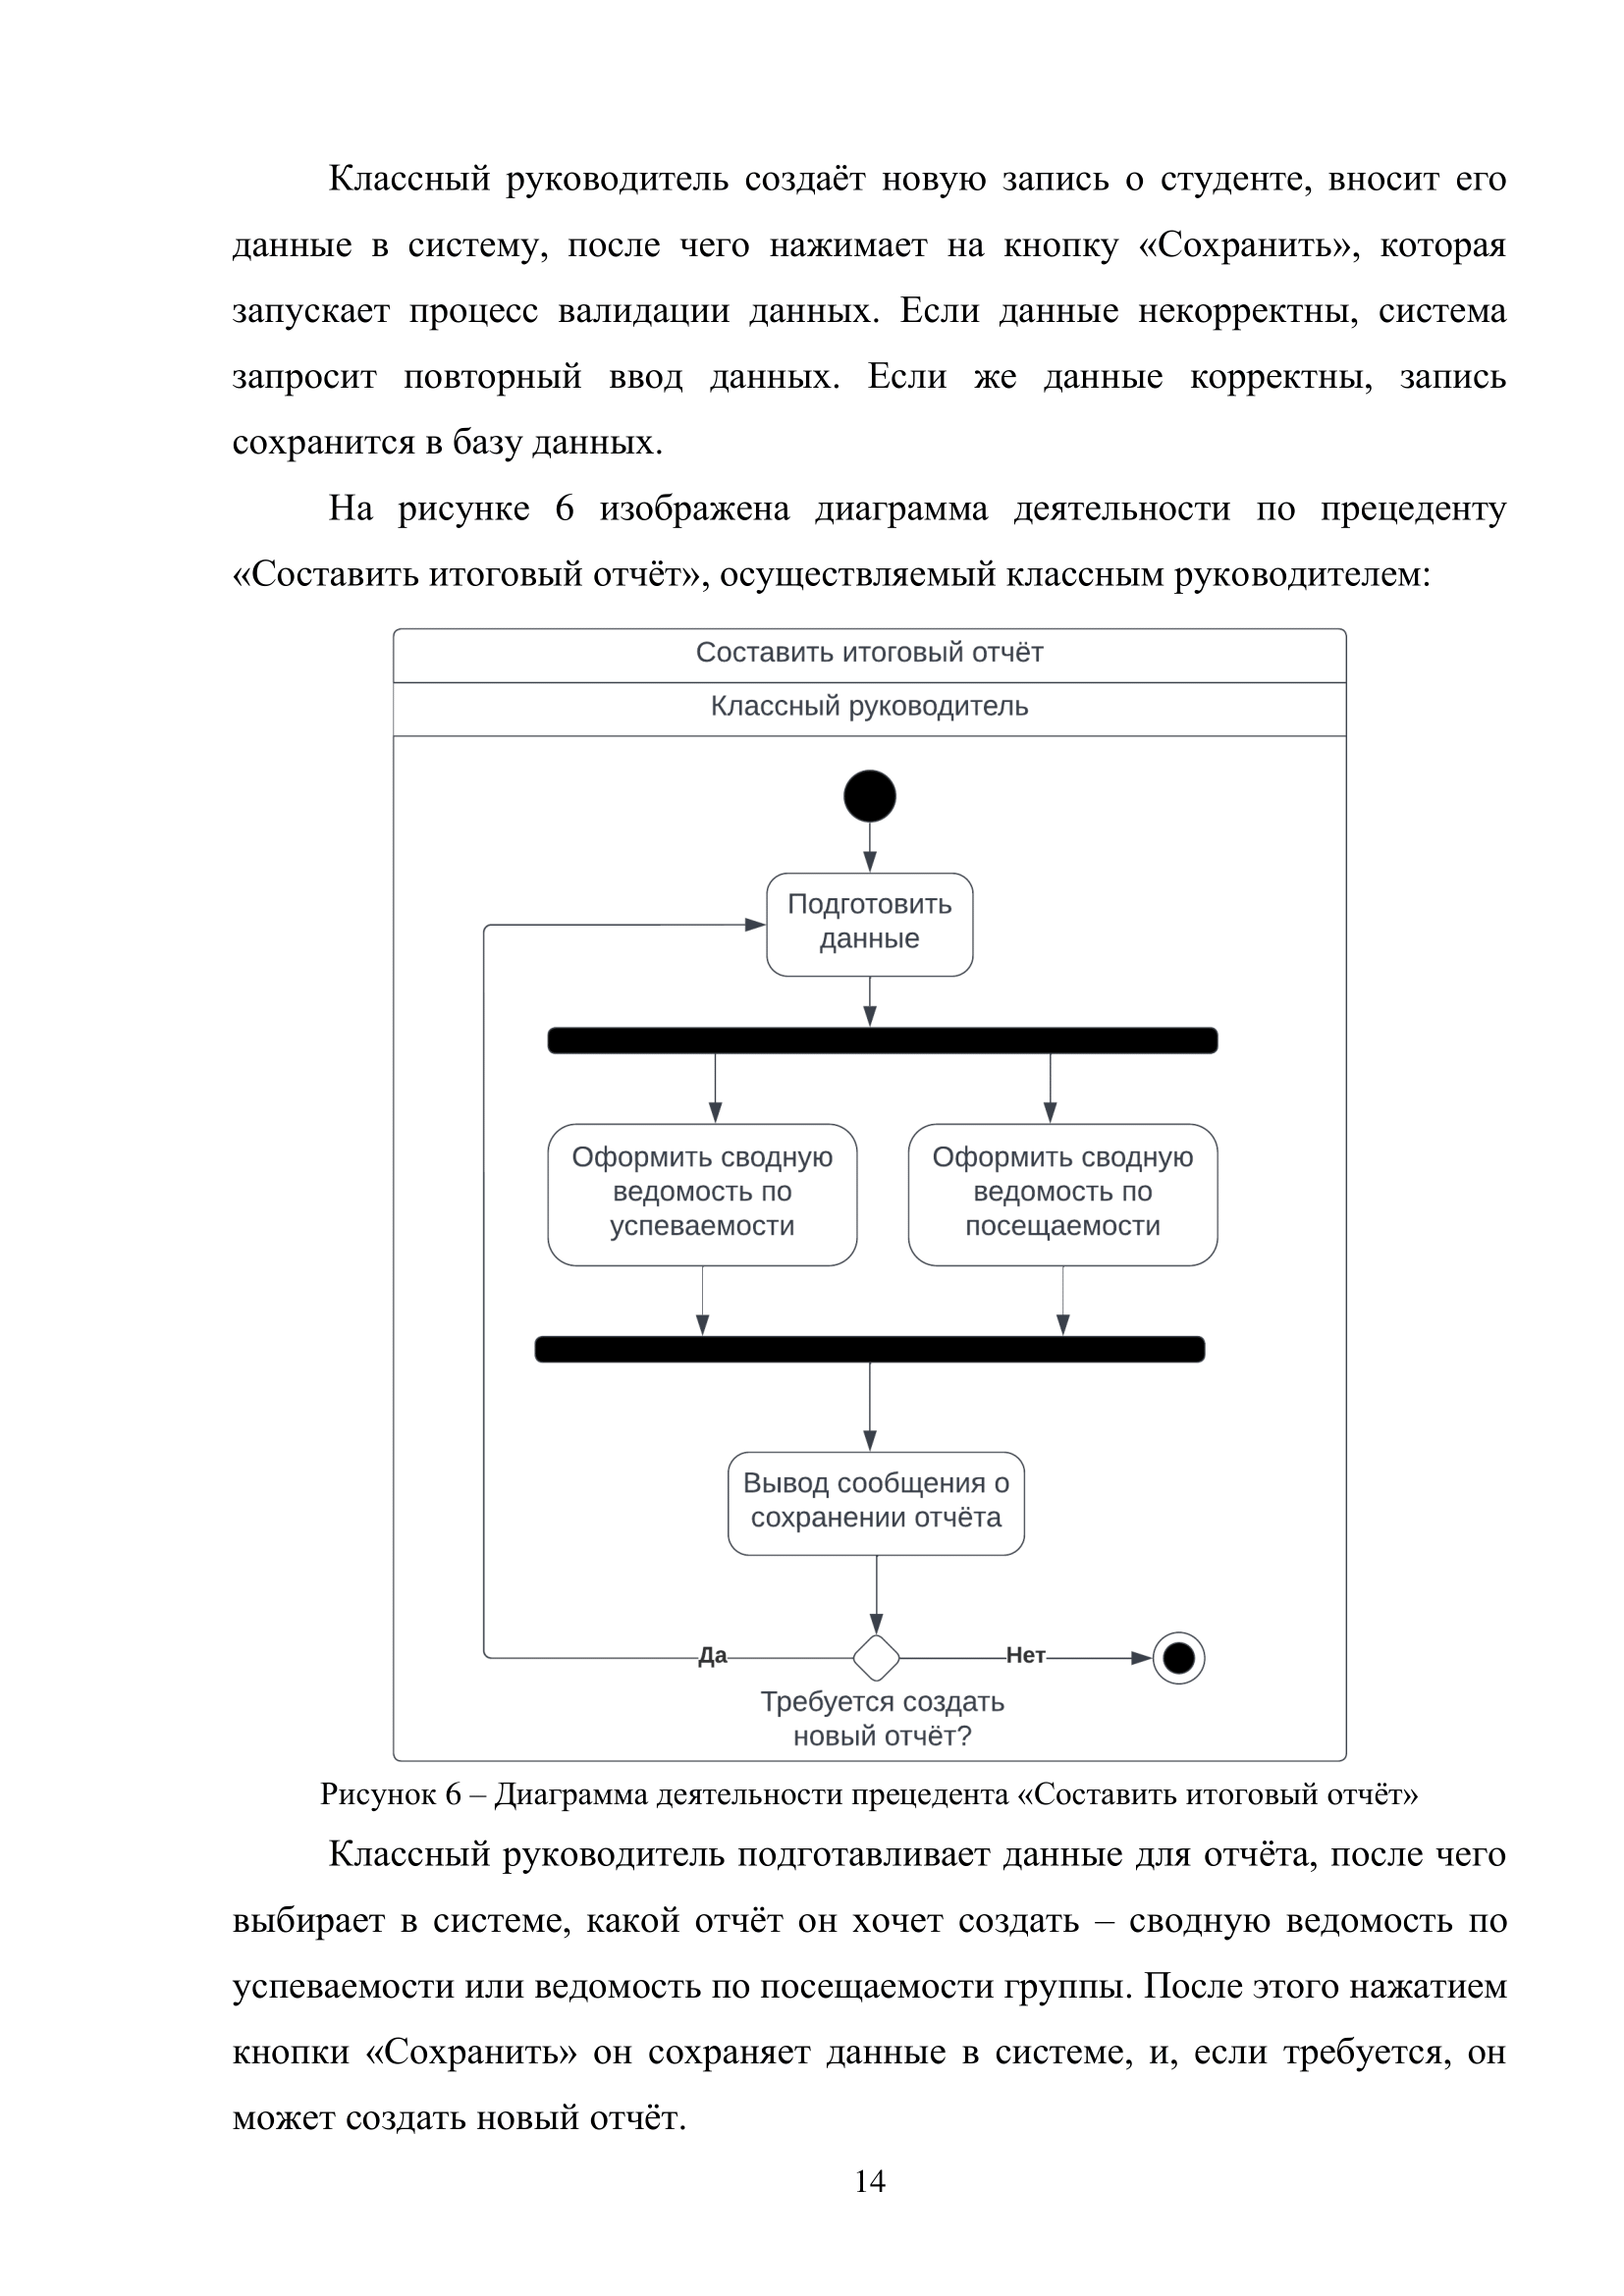 Классный руководитель создаёт новую запись о студенте, вносит его
данные в систему, после чего нажимает на кнопку «Сохранить», которая
запускает процесс валидации данных. Если данные некорректны, система
запросит повторный ввод данных. Если же данные корректны, запись
сохранится в базу данных.
На рисунке 6 изображена диаграмма деятельности по прецеденту
«Составить итоговый отчёт», осуществляемый классным руководителем:
Составить итоговый отчёт
Классный руководитель
Подготовить
данные
Оформить сводную
ведомость по
успеваемости
Оформить сводную
ведомость по
посещаемости
Вывод сообщения о
сохранении отчёта
Да
Нет
Требуется создать
новый отчёт?
Рисунок 6 – Диаграмма деятельности прецедента «Составить итоговый отчёт»
Классный руководитель подготавливает данные для отчёта, после чего
выбирает в системе, какой отчёт он хочет создать – сводную ведомость по
успеваемости или ведомость по посещаемости группы. После этого нажатием
кнопки «Сохранить» он сохраняет данные в системе, и, если требуется, он
может создать новый отчёт.
14